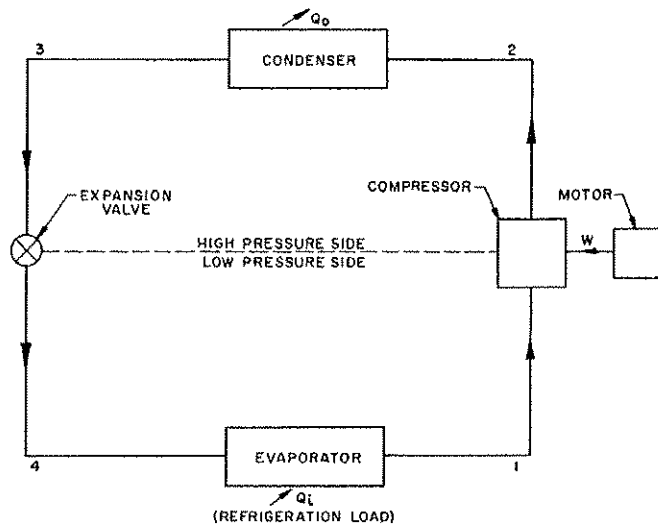 Qo
3
CONDENSER
2
EXPANSION
VALVE
COMPRESSOR
MOTOR
HIGH PRESSURE SIDE
LOW PRESSURE SIDE
W
4
EVAPORATOR
1
Qi
(REFRIGERATION LOAD)